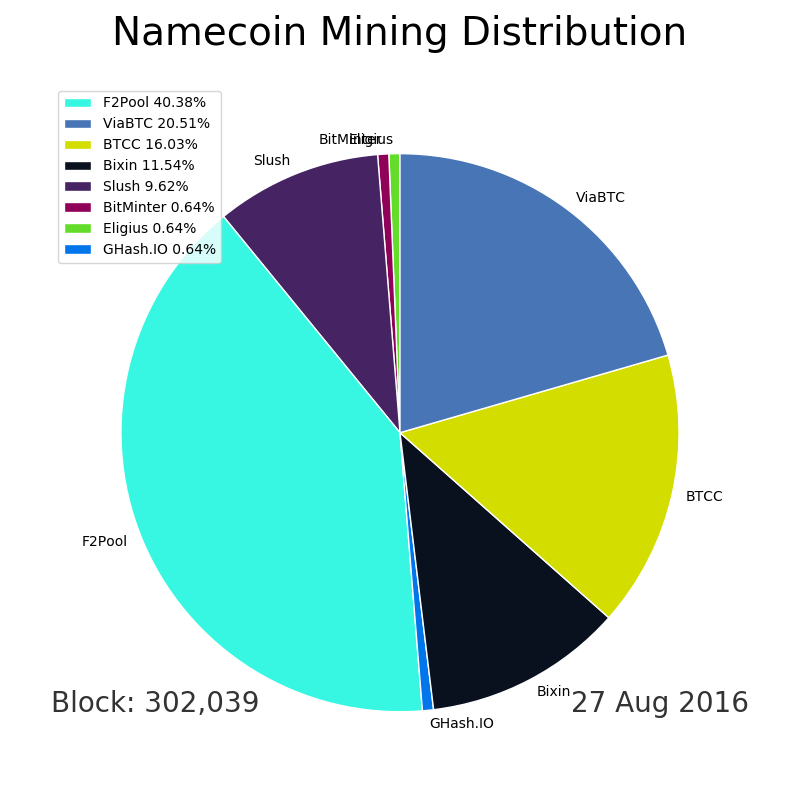 Namecoin Mining Distribution
F2Pool 40.38%
ViaBTC 20.51%
BTCC 16.03%
Bixin 11.54%
Slush 9.62%
BitMinter 0.64%
Eligius 0.64%
GHash.IO 0.64%
BitMinter
Eligius
Slush
ViaBTC
BTCC
F2Pool
Bixin
GHash.IO
Block: 302,039
27 Aug 2016